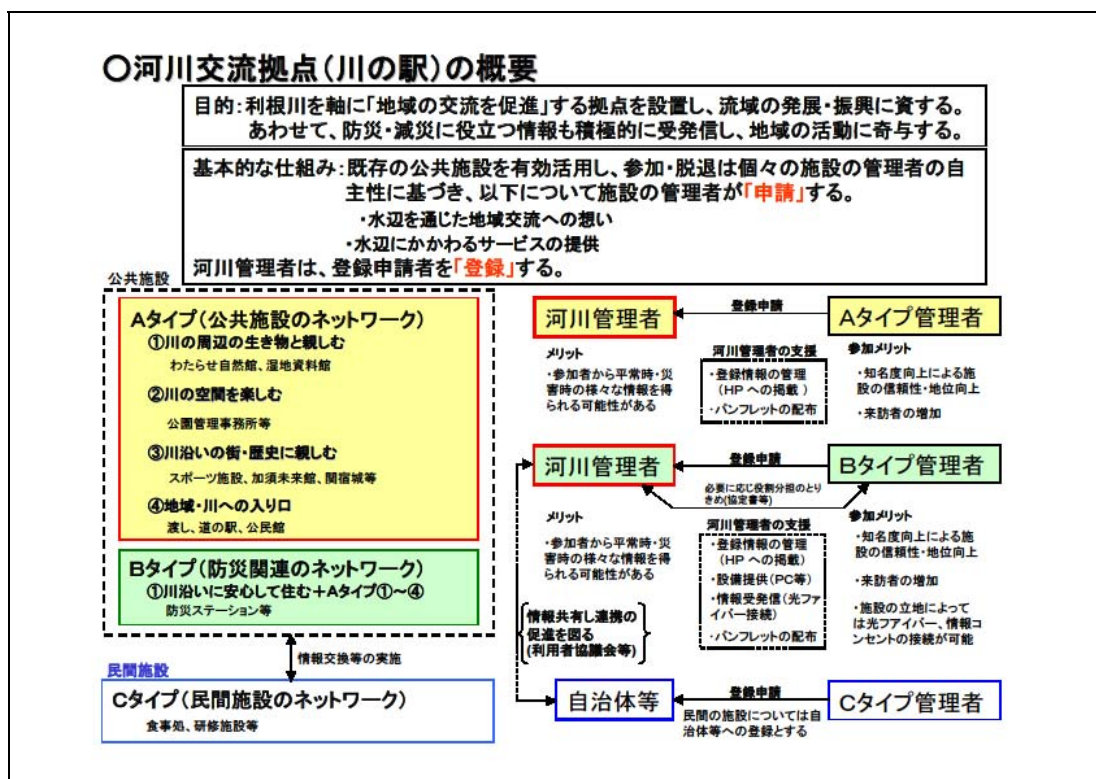 〇河川交流拠点(川の駅)の概要
目的:利根川を軸に「地域の交流を促進」する拠点を設置し、流域の発展・振興に資する。
あわせて、防災・減災に役立つ情報も積極的に受発信し、地域の活動に寄与する。
基本的な仕組み:既存の公共施設を有効活用し、参加・脱退は個々の施設の管理者の自
主性に基づき、以下について施設の管理者が「申請」する。
・水辺を通じた地域交流への想い
・水辺にかかわるサービスの提供
河川管理者は、登録申請者を「登録」する。
公共施設
Aタイプ(公共施設のネットワーク)
①川の周辺の生き物と親しむ
わたらせ自然館、湿地資料館
②川の空間を楽しむ
公園管理事務所等
③川沿いの街・歴史に親しむ
スポーツ施設、加須未来館、関宿城等
④地域・川への入り口
渡し、道の駅、公民館
Bタイプ(防災関連のネットワーク)
①川沿いに安心して住む+Aタイプ①~④
防災ステーション等
情報交換等の実施
民間施設
Cタイプ(民間施設のネットワーク)
食事処、研修施設等
河川管理者
登録申請
Aタイプ管理者
メリット
・参加者から平常時・災
害時の様々な情報を得
られる可能性がある
河川管理者の支援
・登録情報の管理
(HPへの掲載)
・パンフレットの配布
参加メリット
・知名度向上による施
設の信頼性・地位向上
・来訪者の増加
河川管理者
登録申請
Bタイプ管理者
必要に応じ役割分担のとり
きめ(協定書等)
メリット
・参加者から平常時・災
害時の様々な情報を得
られる可能性がある
河川管理者の支援
・登録情報の管理
(HPへの掲載)
・設備提供(PC等)
・情報受発信(光ファ
イバー接続)
・パンフレットの配布
参加メリット
・知名度向上による施
設の信頼性・地位向上
・来訪者の増加
・施設の立地によって
は光ファイバー、情報コ
ンセントの接続が可能
情報共有し連携の
促進を図る
(利用者協議会等)
自治体等
登録申請
Cタイプ管理者
民間の施設については自
治体等への登録とする